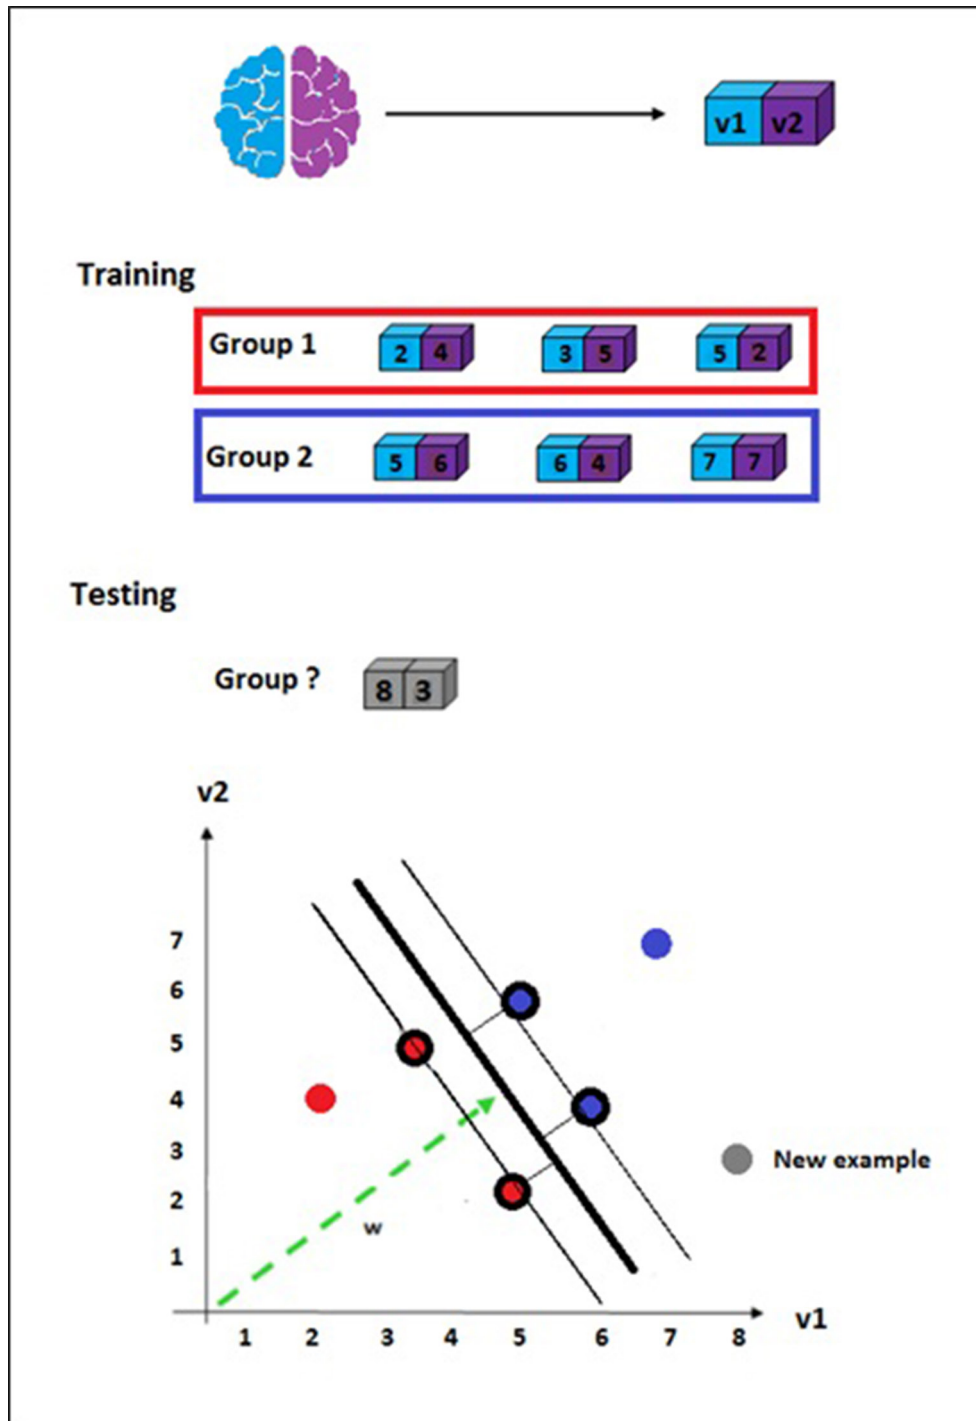 v1 v2
Training
Group 1 2 4 3 5 5 2
Group 2 5 6 6 4 7 7
Testing
Group ? 8 3
v2
7
6
5
4
3
New example
2
w
1
v1
1 2 3 4 5 6 7 8